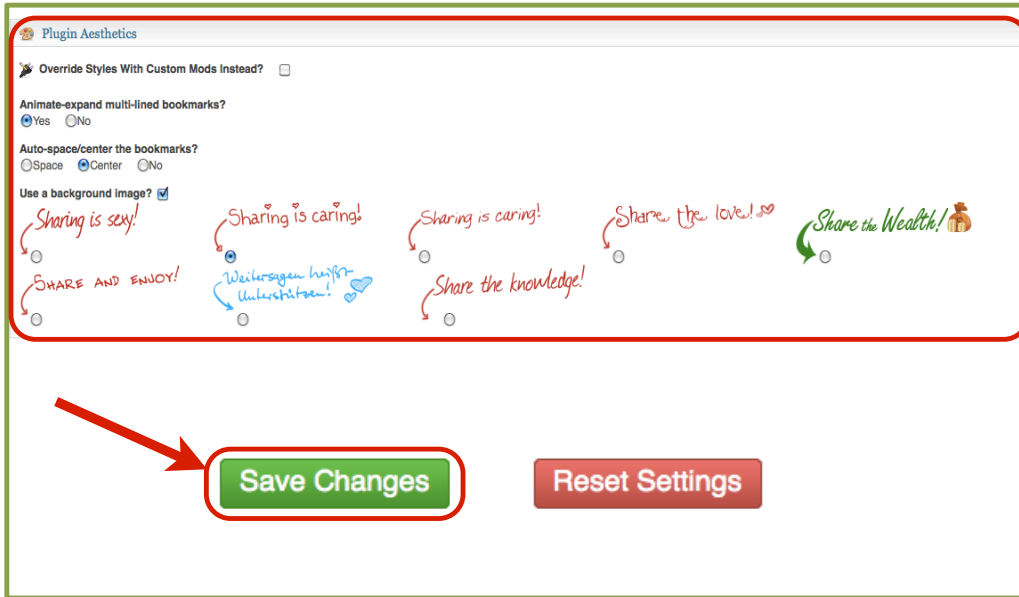 Plugin Aesthetics
Override Styles With Custom Mods Instead?
Animate-expand multi-lined bookmarks?
Yes No
Auto-space/center the bookmarks?
Space Center No
Use a background image?
Sharing is sexy! Sharing is caring! Sharing is caring! Share the love! Share the Wealth!
SHARE AND ENJOY! Weitersagen heißt Unterstützen! Share the knowledge!
Save Changes Reset Settings